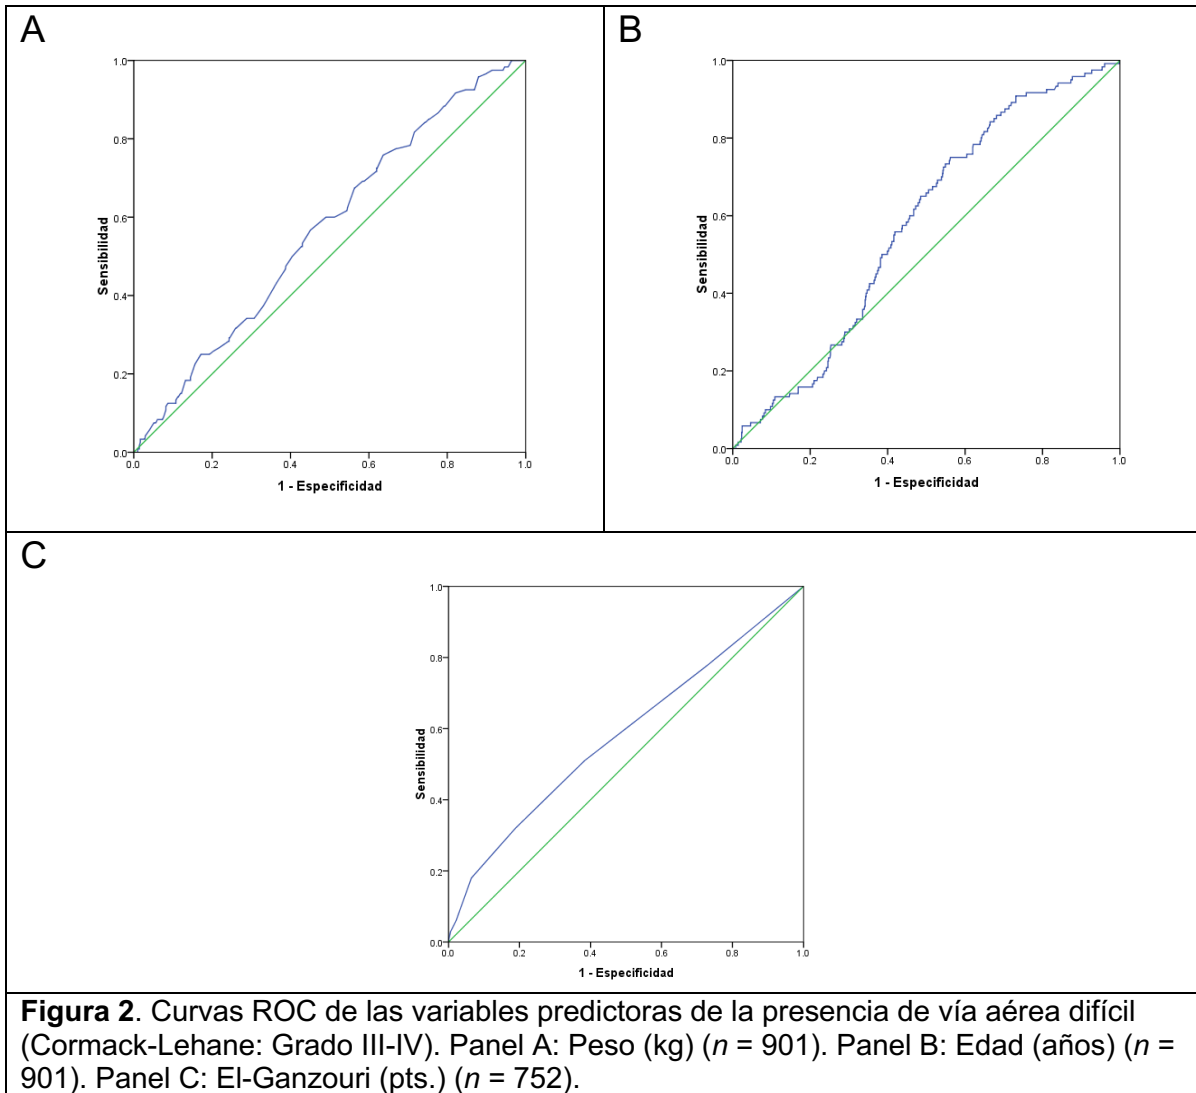 A
1.0
0.8
0.6
0.4
0.2
0.0
Sensibilidad
0.0 0.2 0.4 0.6 0.8 1.0
1 - Especificidad
B
1.0
0.8
0.6
0.4
0.2
0.0
Sensibilidad
0.0 0.2 0.4 0.6 0.8 1.0
1 - Especificidad
C
1.0
0.8
0.6
0.4
0.2
0.0
Sensibilidad
0.0 0.2 0.4 0.6 0.8 1.0
1 - Especificidad
Figura 2. Curvas ROC de las variables predictoras de la presencia de vía aérea difícil
(Cormack-Lehane: Grado III-IV). Panel A: Peso (kg) (n = 901). Panel B: Edad (años) (n =
901). Panel C: El-Ganzouri (pts.) (n = 752).